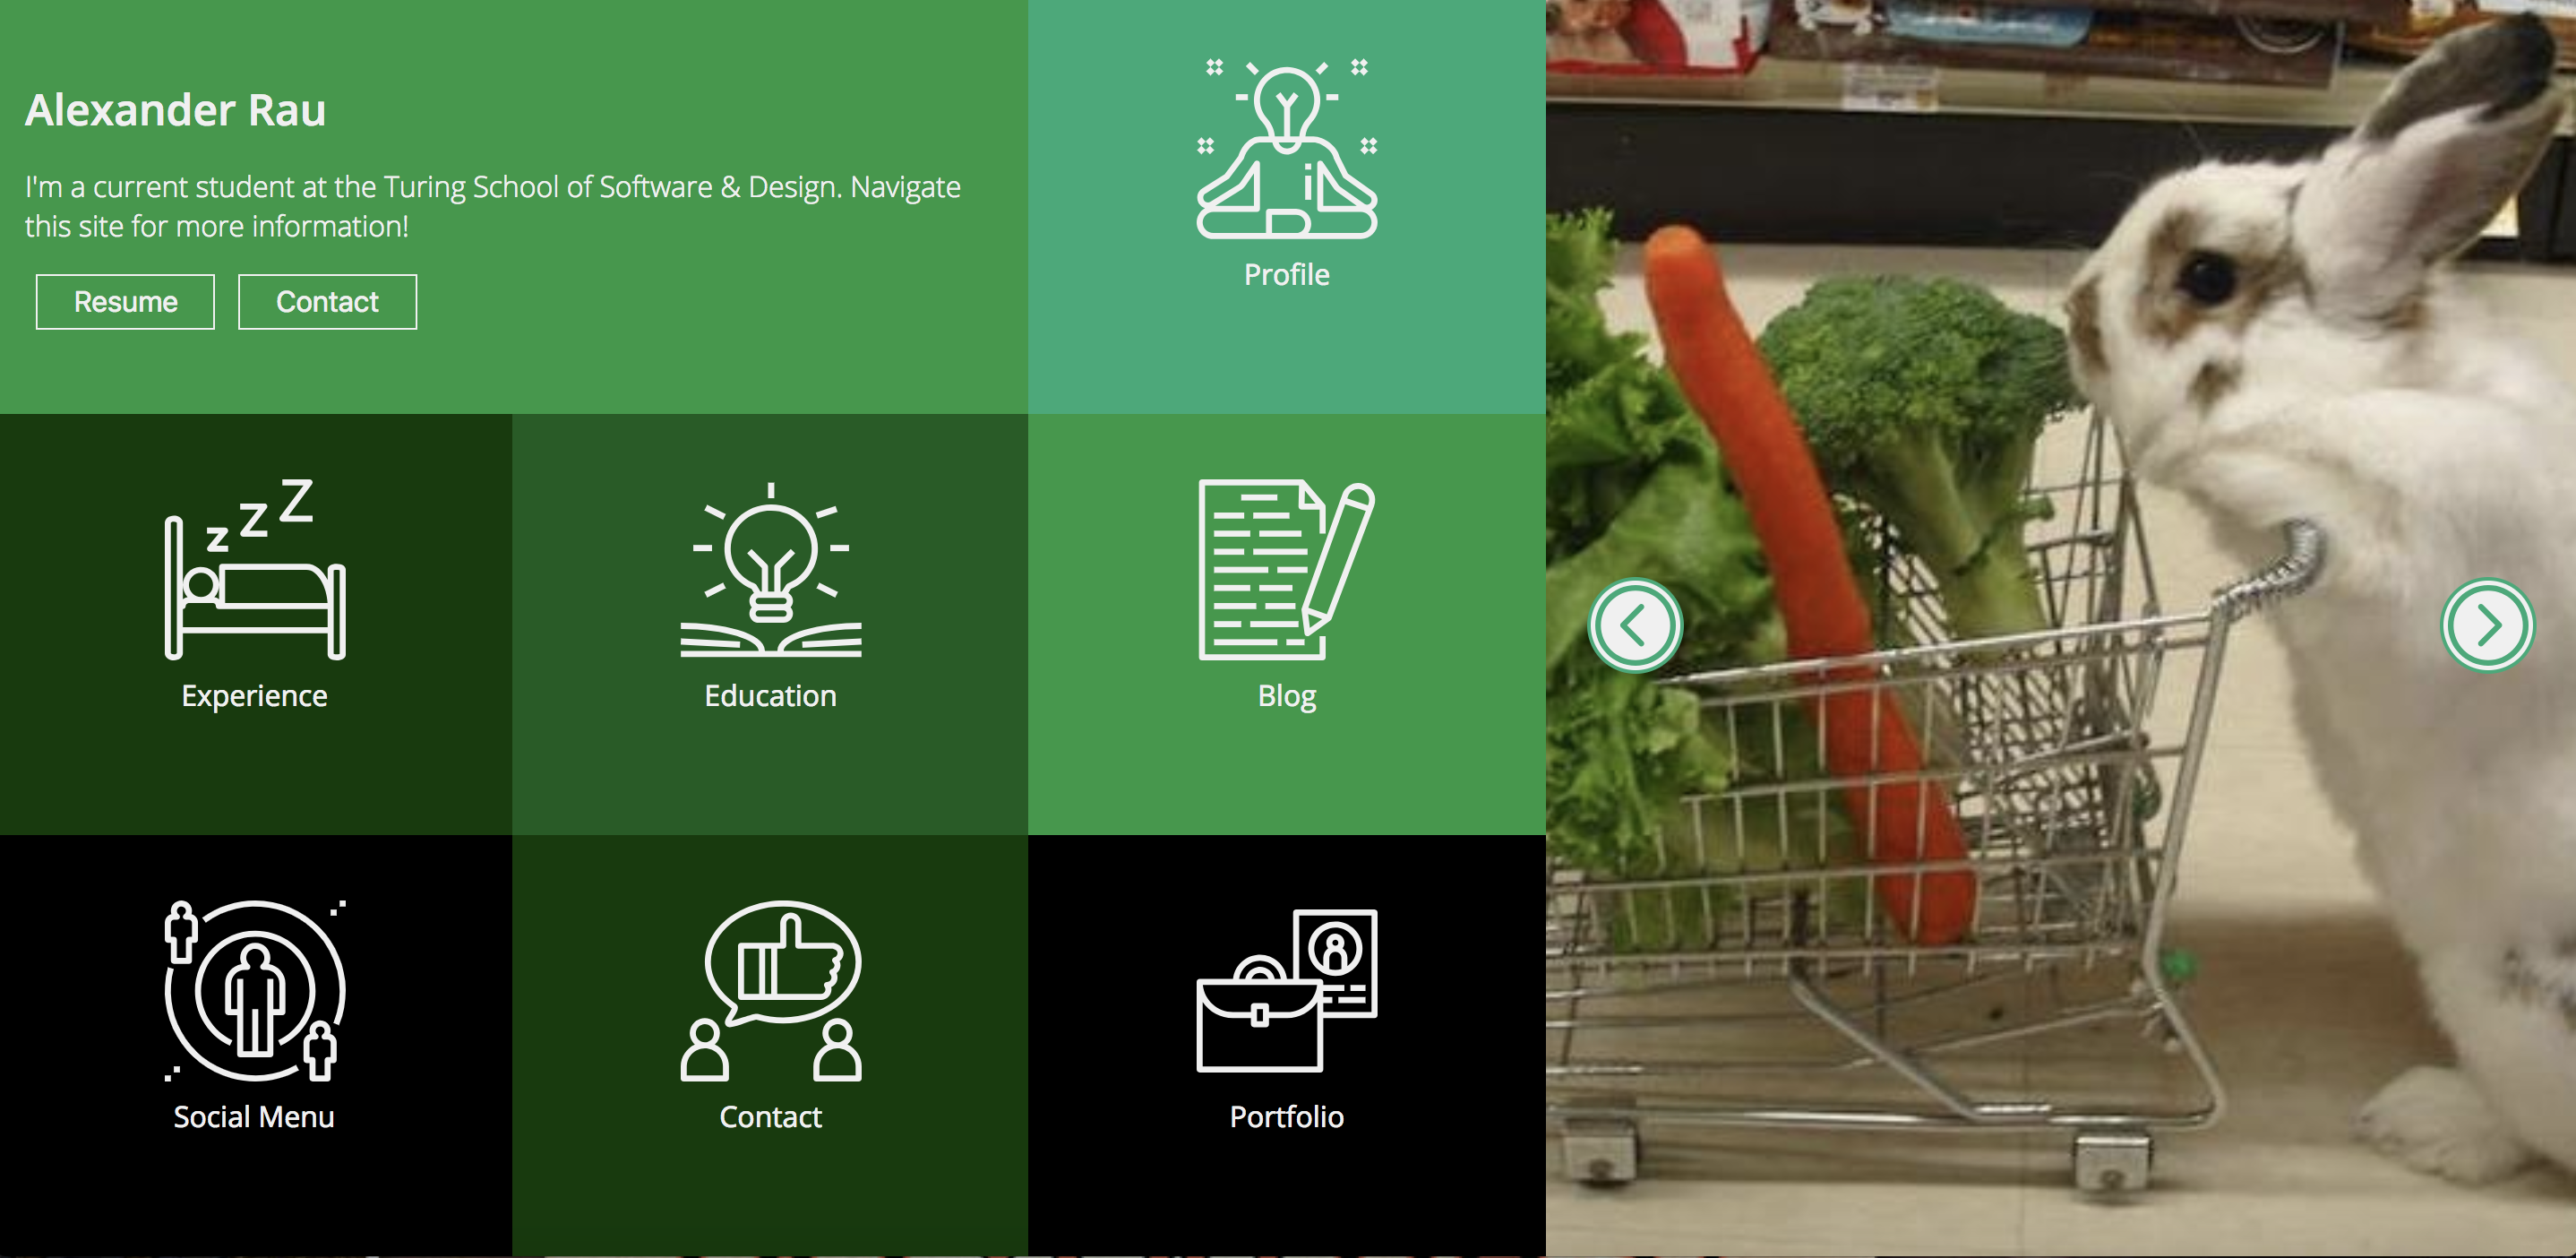 Alexander Rau
I'm a current student at the Turing School of Software & Design. Navigate
this site for more information!
Resume
Contact
Profile
z z Z
Experience
Education
Blog
Social Menu
Contact
Portfolio